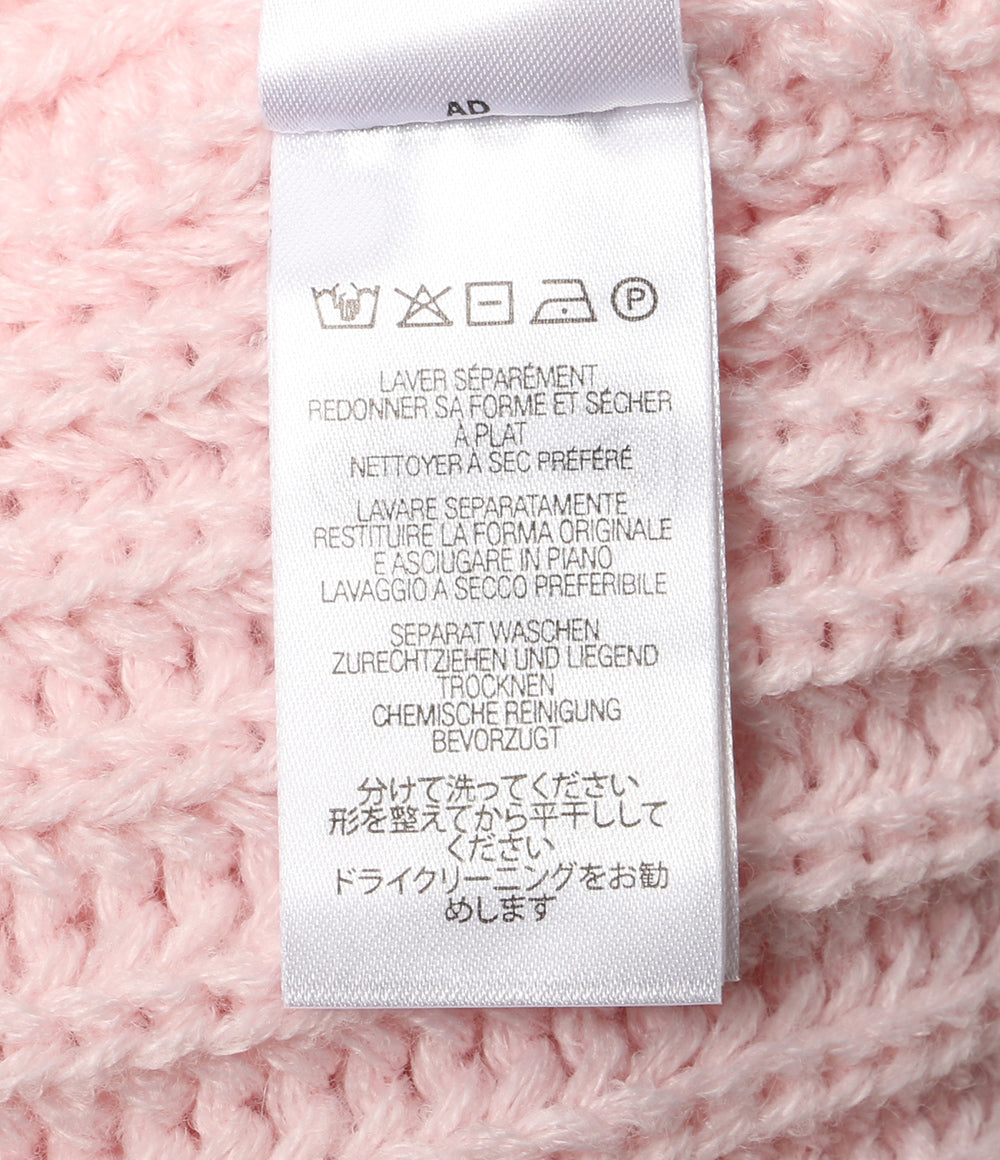 AD
P
LAVER SÉPARÉMENT
REDONNER SA FORME ET SÉCHER
À PLAT
NETTOYER À SEC PRÉFÉRÉ
LAVARE SEPARATAMENTE
RESTITUIRE LA FORMA ORIGINALE
E ASCIUGARE IN PIANO
LAVAGGIO A SECCO PREFERIBILE
SEPARAT WASCHEN
ZURECHTZIEHEN UND LIEGEND
TROCKNEN
CHEMISCHE REINIGUNG
BEVORZUGT
分けて洗ってください
形を整えてから平干しして
ください
ドライクリーニングをお勧
めします